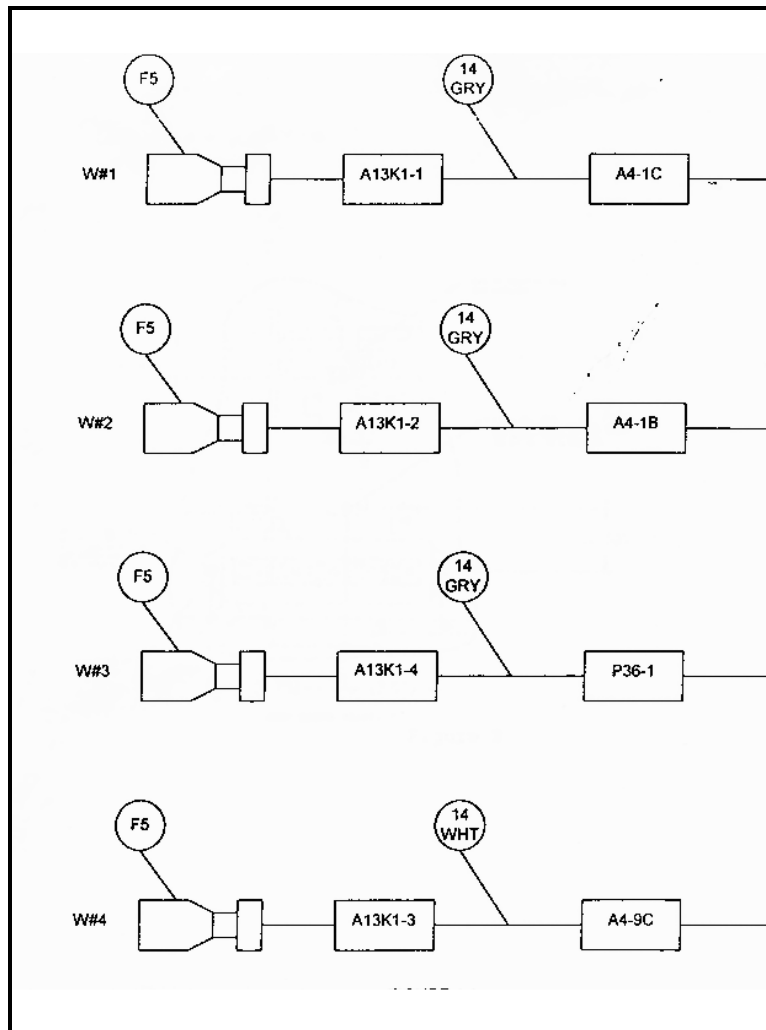 F5
14
GRY
W#1
A13K1-1
A4-1C
F5
14
GRY
W#2
A13K1-2
A4-1B
F5
14
GRY
W#3
A13K1-4
P36-1
F5
14
WHT
W#4
A13K1-3
A4-9C